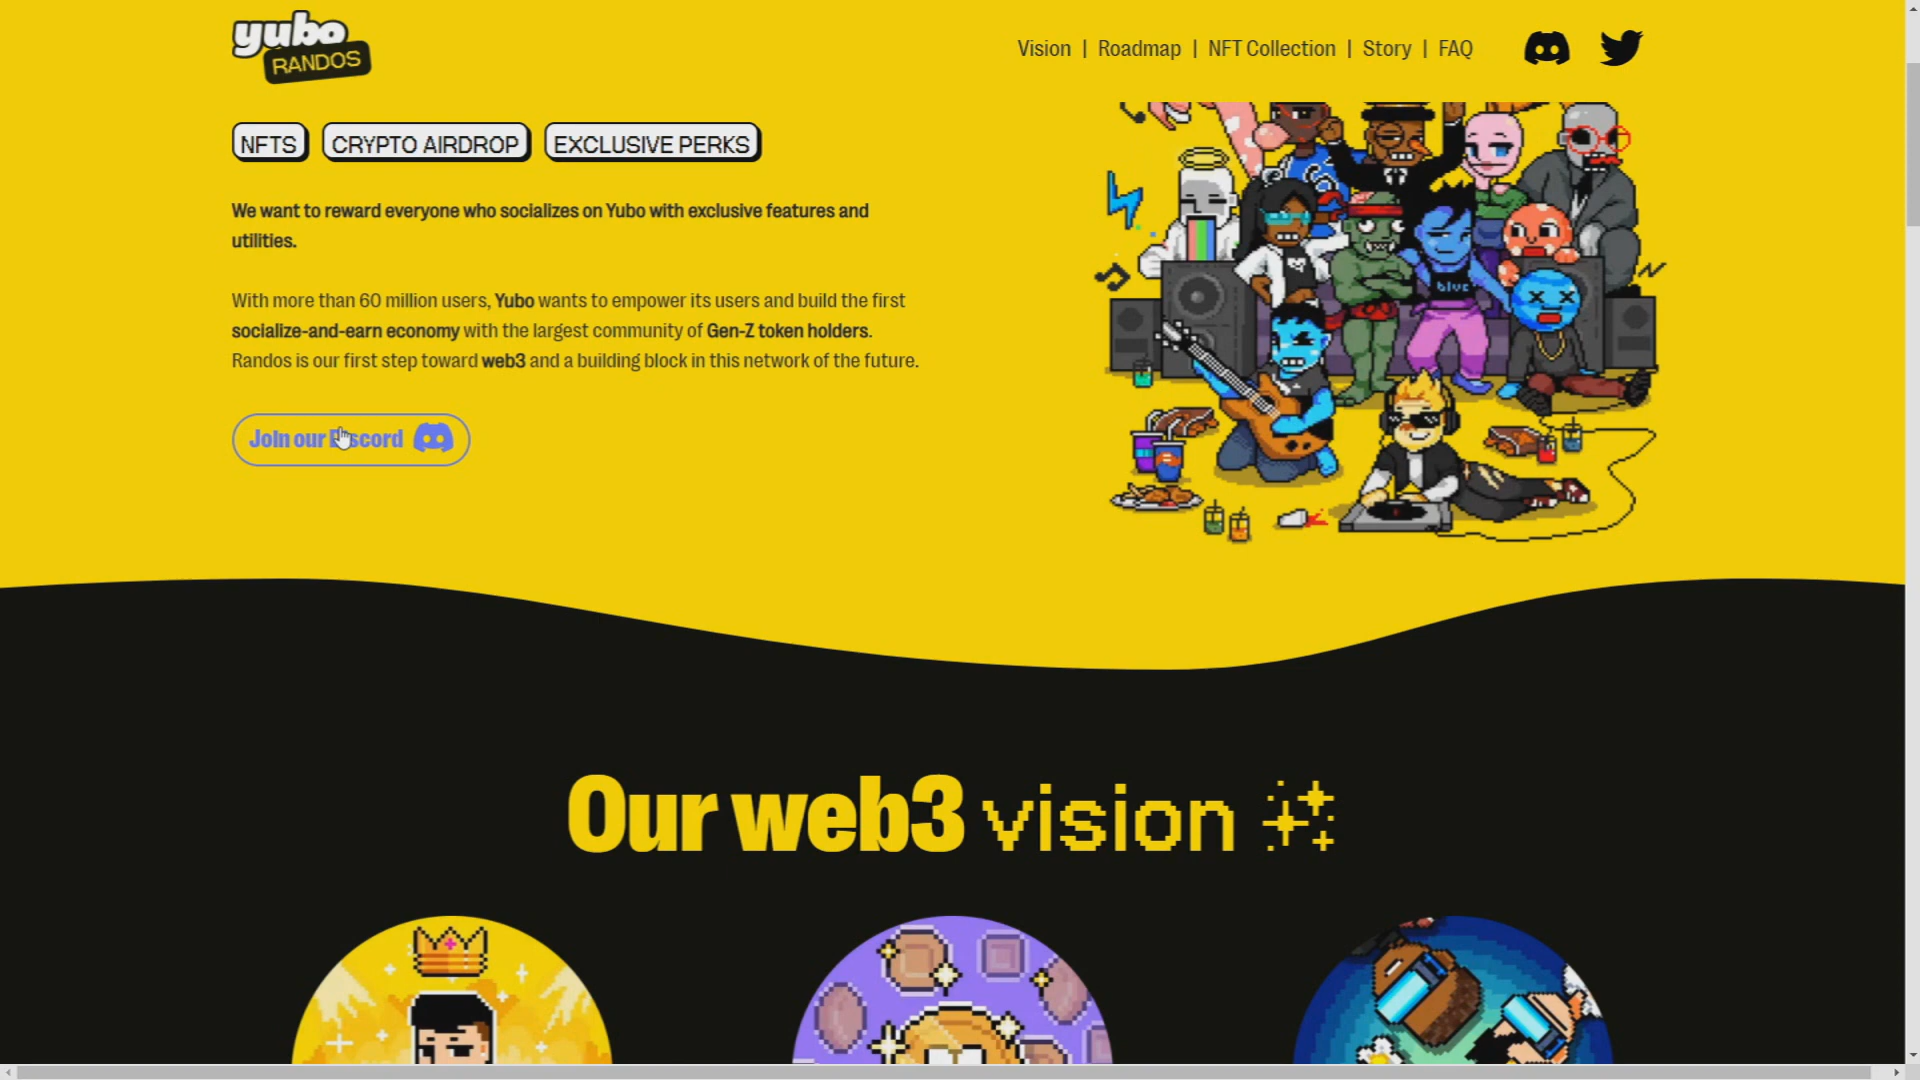 yubo
RANDOS
Vision | Roadmap | NFT Collection | Story | FAQ
NFTS
CRYPTO AIRDROP
EXCLUSIVE PERKS
We want to reward everyone who socializes on Yubo with exclusive features and
utilities.
With more than 60 million users, Yubo wants to empower its users and build the first
socialize-and-earn economy with the largest community of Gen-Z token holders.
Randos is our first step toward web3 and a building block in this network of the future.
Join our Discord
blue
Our web3 vision